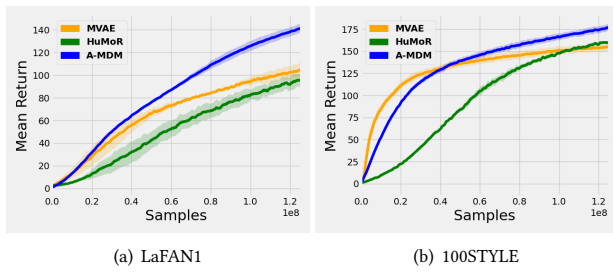 MVAE
HuMoR
A-MDM
140
120
100
80
60
40
20
0
Mean Return
0.0 0.2 0.4 0.6 0.8 1.0 1.2
1e8
Samples
(a) LaFAN1
MVAE
HuMoR
A-MDM
175
150
125
100
75
50
25
0
Mean Return
0.0 0.2 0.4 0.6 0.8 1.0 1.2
1e8
Samples
(b) 100STYLE